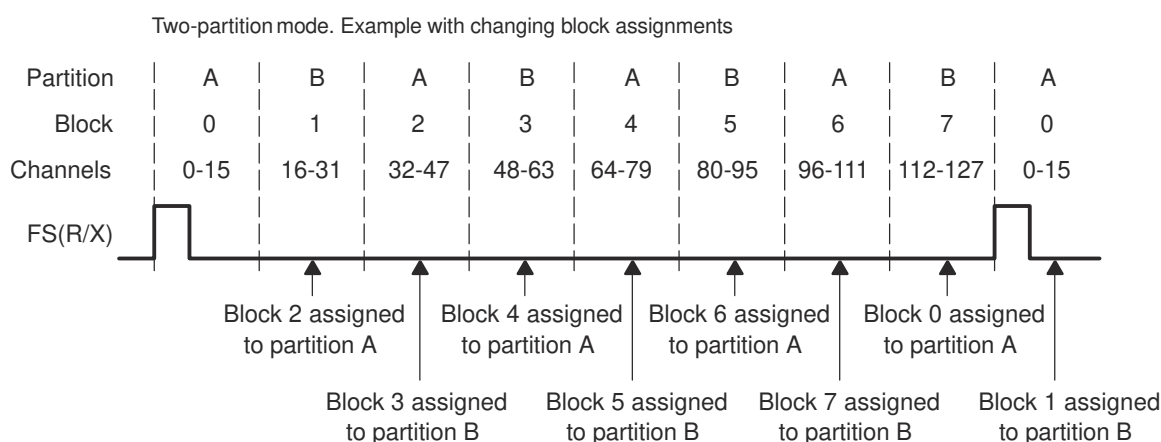 Two-partition mode. Example with changing block assignments
Partition A B A B A B A B A
Block 0 1 2 3 4 5 6 7 0
Channels 0-15 16-31 32-47 48-63 64-79 80-95 96-111 112-127 0-15
FS(R/X)
Block 2 assigned Block 4 assigned Block 6 assigned Block 0 assigned
to partition A to partition A to partition A to partition A
Block 3 assigned Block 5 assigned Block 7 assigned Block 1 assigned
to partition B to partition B to partition B to partition B